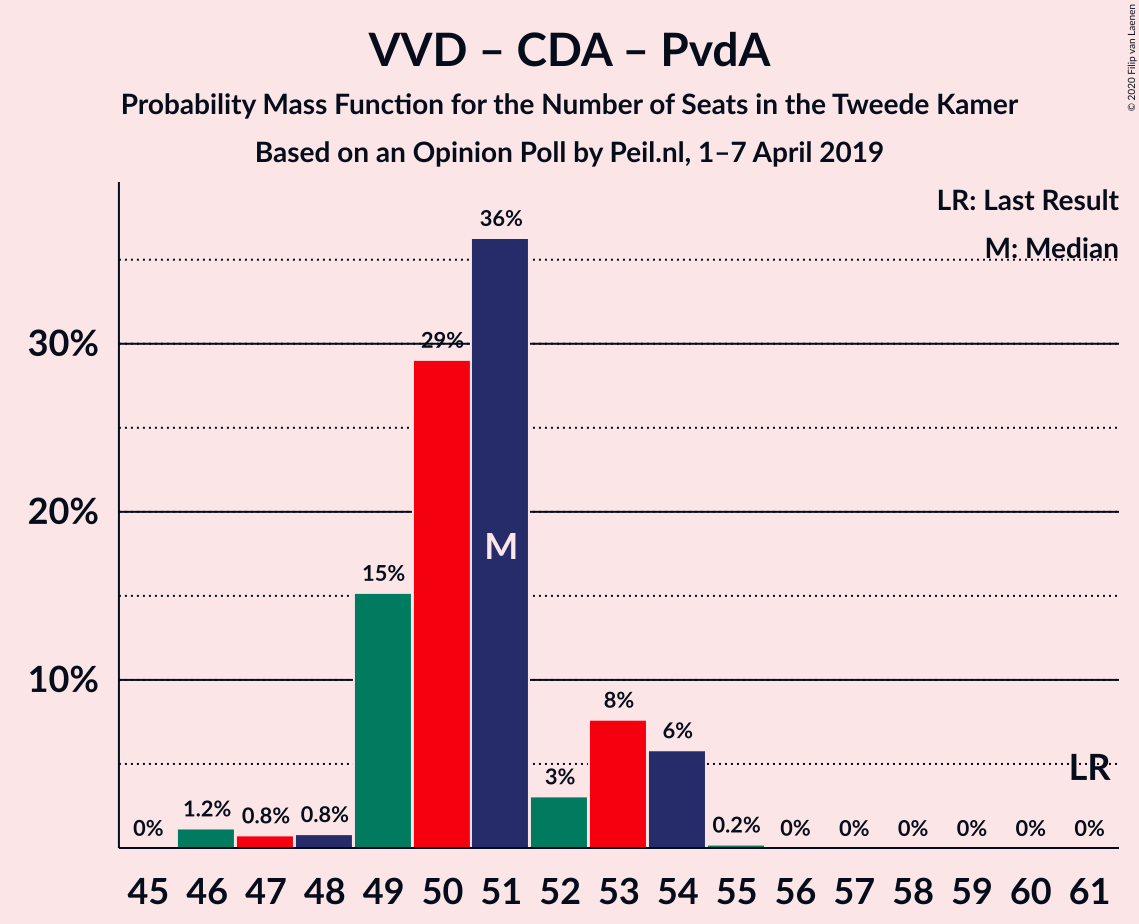 VVD – CDA – PvdA
Probability Mass Function for the Number of Seats in the Tweede Kamer
Based on an Opinion Poll by Peil.nl, 1–7 April 2019
© 2020 Filip van Laenen
LR: Last Result
M: Median
36%
29%
30%
20%
M
15%
10%
8%
6%
LR
3%
0% 1.2% 0.8% 0.8% 0.2% 0% 0% 0% 0% 0% 0%
45 46 47 48 49 50 51 52 53 54 55 56 57 58 59 60 61